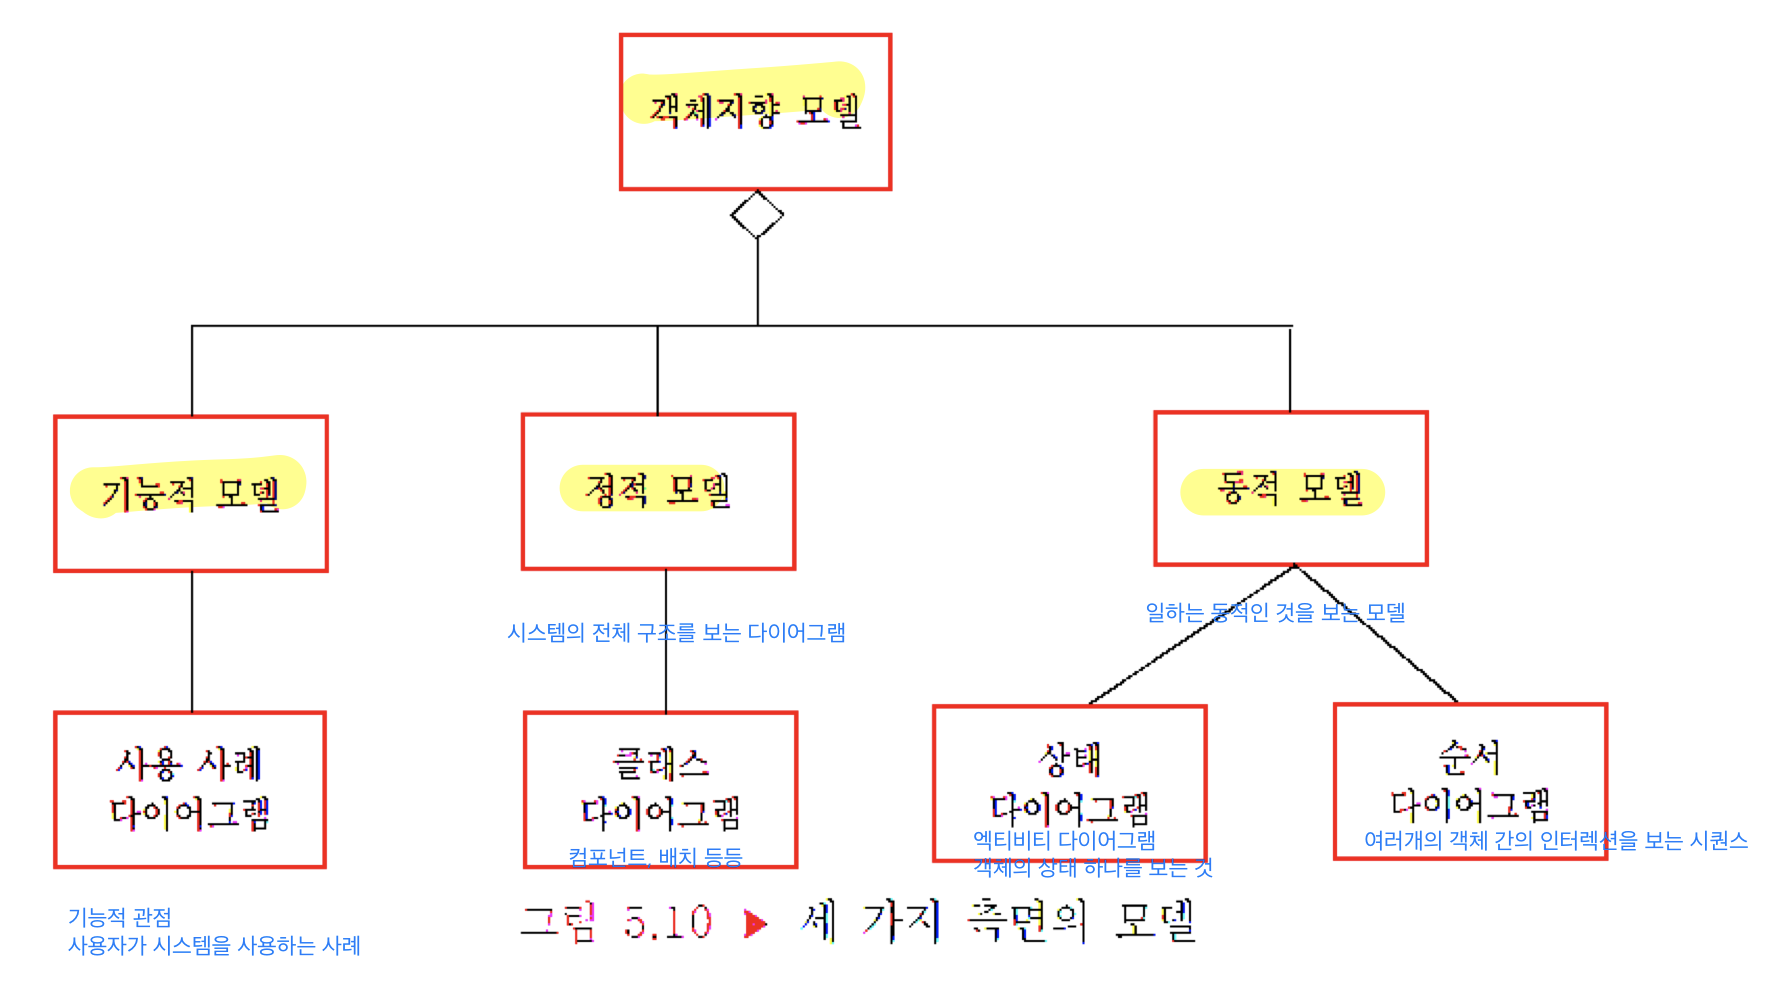 객체지향 모델
기능적 모델
정적 모델
동적 모델
시스템의 전체 구조를 보는 다이어그램
일하는 동적인 것을 보는 모델
사용 사례
다이어그램
클래스
다이어그램
컴포넌트, 배치 등등
상태
다이어그램
엑티비티 다이어그램
객체의 상태 하나를 보는 것
순서
다이어그램
여러개의 객체 간의 인터렉션을 보는 시퀀스
기능적 관점
사용자가 시스템을 사용하는 사례
그림 5.10 ▶ 세 가지 측면의 모델